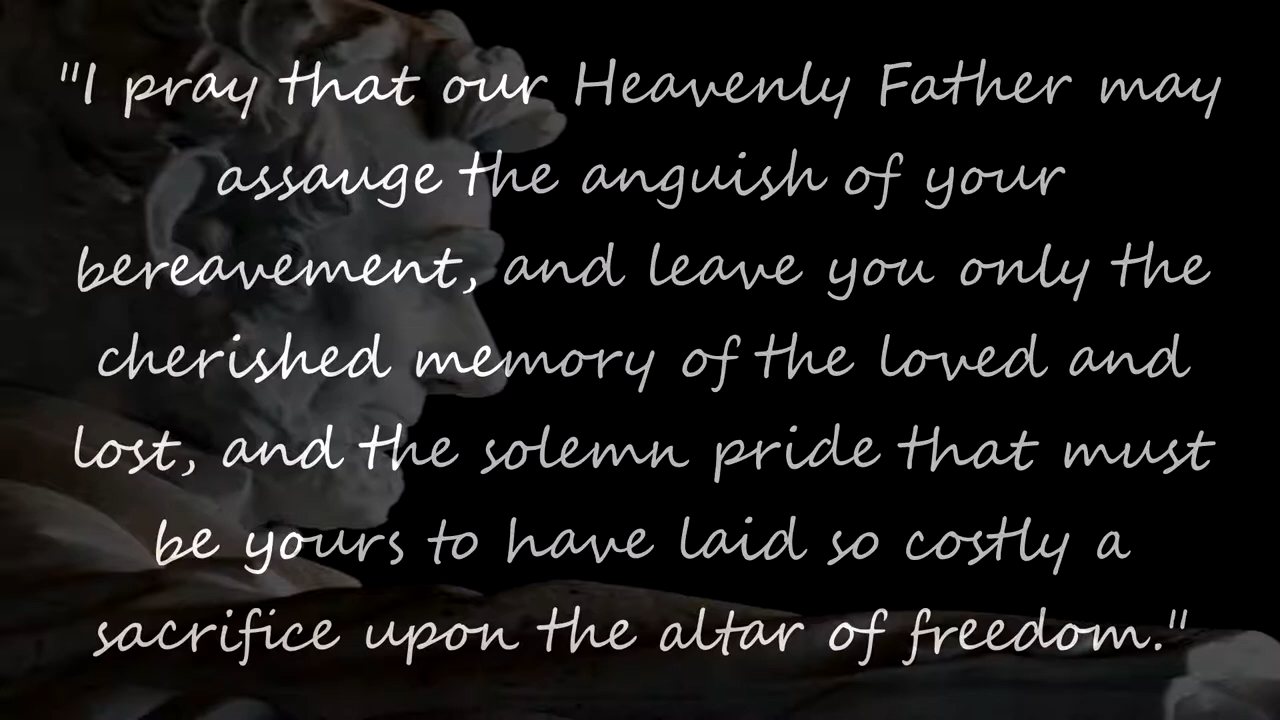 "I pray that our Heavenly Father may
assauge the anguish of your
bereavement, and leave you only the
cherished memory of the loved and
lost, and the solemn pride that must
be yours to have laid so costly a
sacrifice upon the altar of freedom."